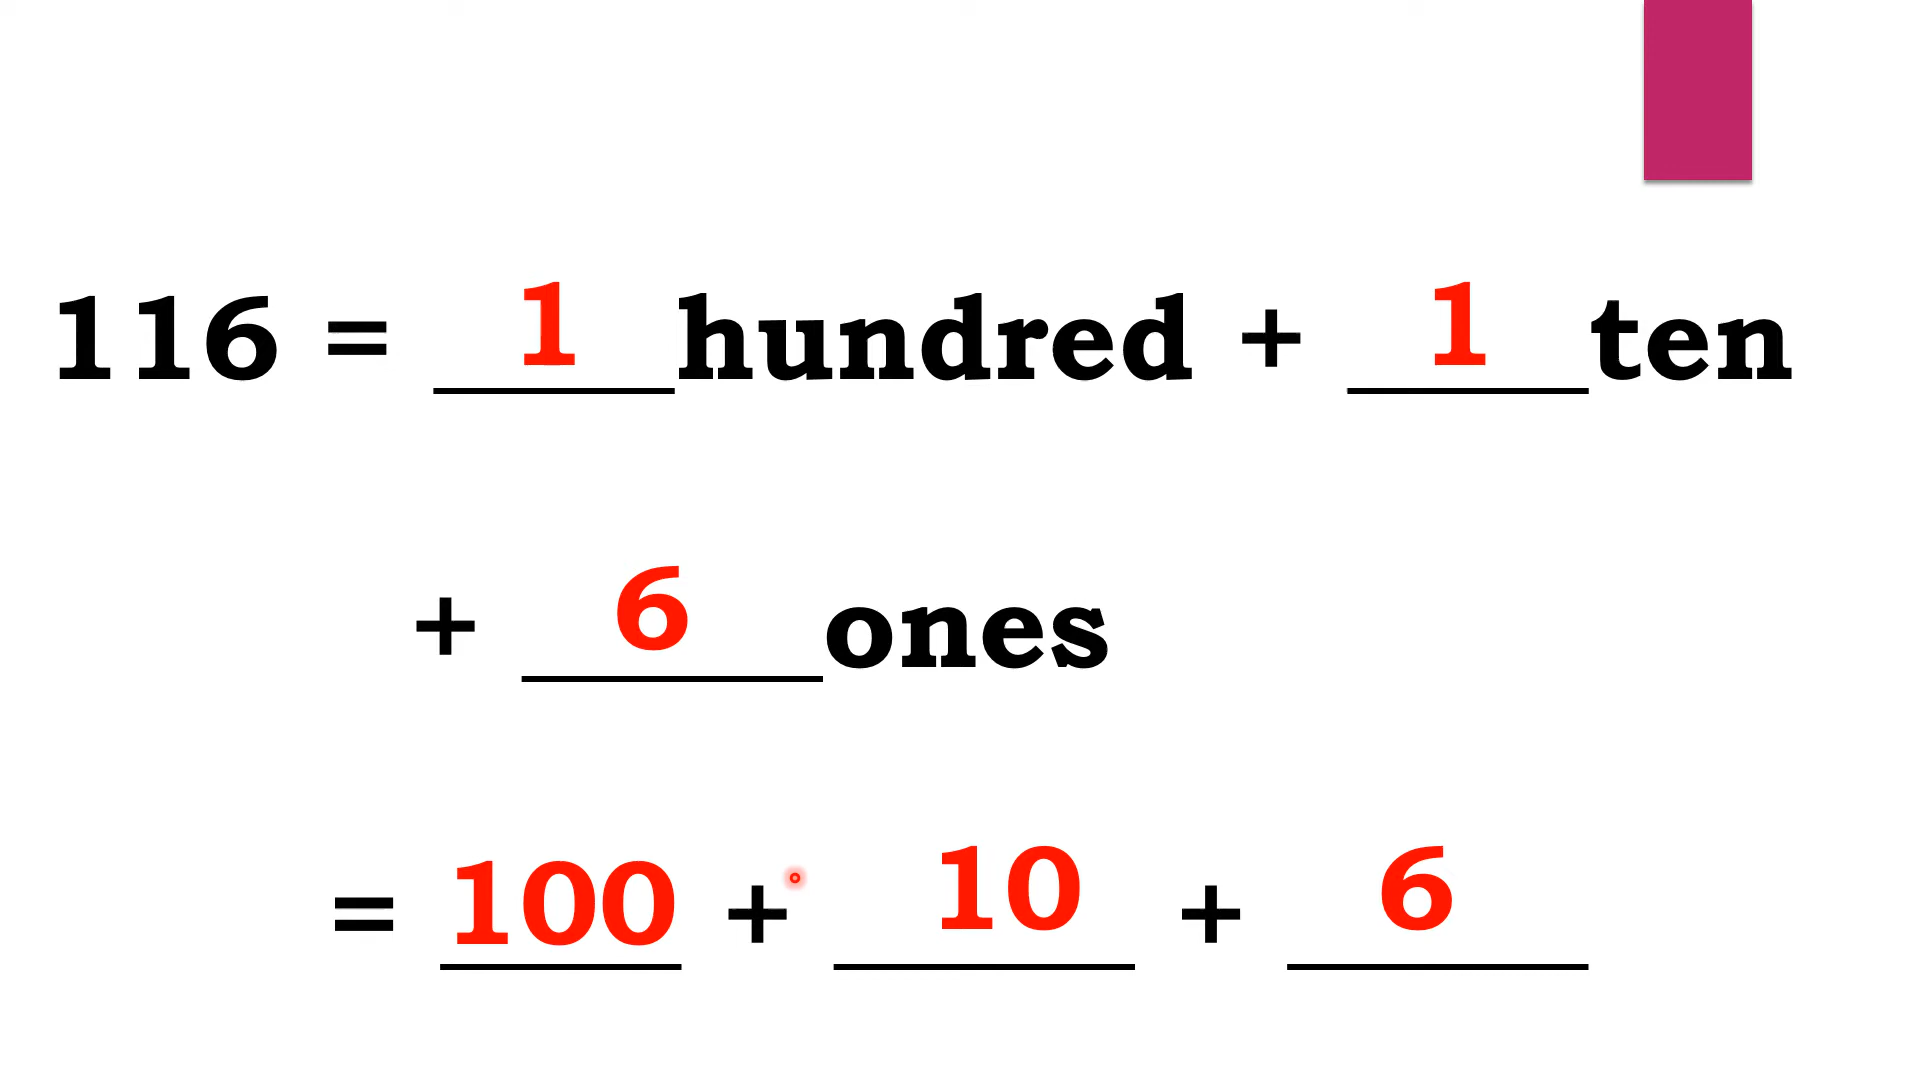 116 = 1 hundred + 1 ten
+ 6 ones
= 100 + 10 + 6